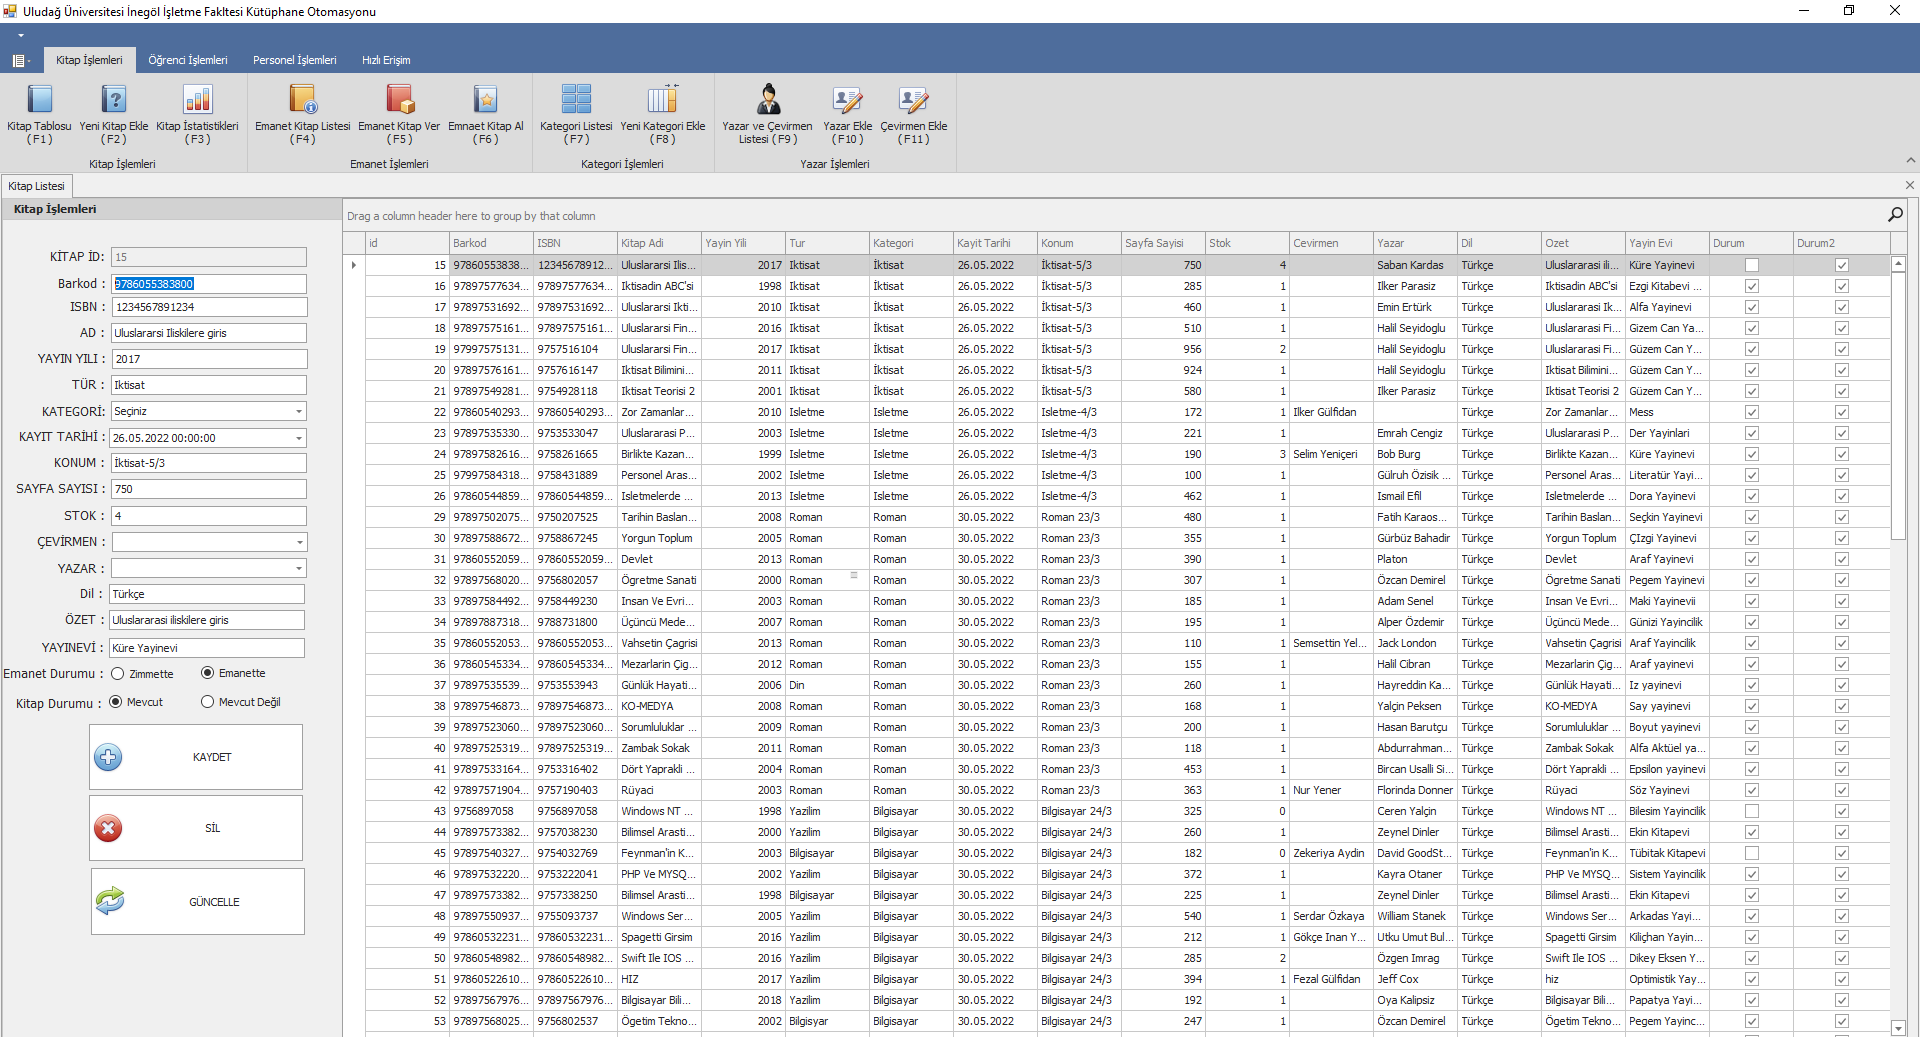 Uludağ Üniversitesi İnegöl İşletme Fakltesi Kütüphane Otomasyonu
Kitap İşlemleri Öğrenci İşlemleri Personel İşlemleri Hızlı Erişim
Kitap Tablosu Yeni Kitap Ekle Kitap İstatistikleri Emanet Kitap Listesi Emanet Kitap Ver Emnaet Kitap Al Kategori Listesi Yeni Kategori Ekle Yazar ve Çevirmen Yazar Ekle Çevirmen Ekle
( F1 ) ( F2 ) ( F3 ) ( F4 ) ( F5 ) ( F6 ) ( F7 ) ( F8 ) Listesi ( F9 ) ( F10 ) ( F11 )
Kitap İşlemleri Emanet İşlemleri Kategori İşlemleri Yazar İşlemleri
Kitap Listesi
Kitap İşlemleri
KİTAP İD: 15
Barkod : 9786055383800
ISBN : 1234567891234
AD : Uluslararsi Iliskilere giris
YAYIN YILI : 2017
TÜR : Iktisat
KATEGORİ: Seçiniz
KAYIT TARİHİ : 26.05.2022 00:00:00
KONUM : İktisat-5/3
SAYFA SAYISI : 750
STOK : 4
ÇEVİRMEN :
YAZAR :
Dil : Türkçe
ÖZET : Uluslararasi iliskilere giris
YAYINEVİ : Küre Yayinevi
Emanet Durumu : Zimmette Emanette
Kitap Durumu : Mevcut Mevcut Değil
KAYDET
SİL
GÜNCELLE
Drag a column header here to group by that column
id Barkod ISBN Kitap Adi Yayin Yili Tur Kategori Kayit Tarihi Konum Sayfa Sayisi Stok Cevirmen Yazar Dil Ozet Yayin Evi Durum Durum2
15 97860553838... 12345678912... Uluslararsi Ilis... 2017 Iktisat İktisat 26.05.2022 İktisat-5/3 750 4 Saban Kardas Türkçe Uluslararasi ili... Küre Yayinevi
16 97897577634... 97897577634... Iktisadin ABC'si 1998 Iktisat İktisat 26.05.2022 İktisat-5/3 285 1 Ilker Parasiz Türkçe Iktisadin ABC'si Ezgi Kitabevi ...
17 97897531692... 97897531692... Uluslararsi Ikti... 2010 Iktisat İktisat 26.05.2022 İktisat-5/3 460 1 Emin Ertürk Türkçe Uluslararasi Ik... Alfa Yayinevi
18 97897575161... 97897575161... Uluslararsi Fin... 2016 Iktisat İktisat 26.05.2022 İktisat-5/3 510 1 Halil Seyidoglu Türkçe Uluslararasi Fi... Gizem Can Ya...
19 97997575131... 9757516104 Uluslararsi Fin... 2017 Iktisat İktisat 26.05.2022 İktisat-5/3 956 2 Halil Seyidoglu Türkçe Uluslararasi Fi... Güzem Can Y...
20 97897576161... 9757616147 Iktisat Bilimini... 2011 Iktisat İktisat 26.05.2022 İktisat-5/3 924 1 Halil Seyidoglu Türkçe Iktisat Bilimini... Güzem Can Y...
21 97897549281... 9754928118 Iktisat Teorisi 2 2001 Iktisat İktisat 26.05.2022 İktisat-5/3 580 1 Ilker Parasiz Türkçe Iktisat Teorisi 2 Güzem Can Y...
22 97860540293... 97860540293... Zor Zamanlar... 2010 Isletme Isletme 26.05.2022 Isletme-4/3 172 1 Ilker Gülfidan Türkçe Zor Zamanlar... Mess
23 97897535330... 9753533047 Uluslararasi P... 2003 Isletme Isletme 26.05.2022 Isletme-4/3 221 1 Emrah Cengiz Türkçe Uluslararasi P... Der Yayinlari
24 97897582616... 9758261665 Birlikte Kazan... 1999 Isletme Isletme 26.05.2022 Isletme-4/3 190 3 Selim Yeniçeri Bob Burg Türkçe Birlikte Kazan... Küre Yayinevi
25 97997584318... 9758431889 Personel Aras... 2002 Isletme Isletme 26.05.2022 Isletme-4/3 100 1 Gülruh Özisik ... Türkçe Personel Aras... Literatür Yayi...
26 97860544859... 97860544859... Isletmelerde ... 2013 Isletme Isletme 26.05.2022 Isletme-4/3 462 1 Ismail Efil Türkçe Isletmelerde ... Dora Yayinevi
29 97897502075... 9750207525 Tarihin Baslan... 2008 Roman Roman 30.05.2022 Roman 23/3 480 1 Fatih Karaos... Türkçe Tarihin Baslan... Seçkin Yayinevi
30 97897588672... 9758867245 Yorgun Toplum 2005 Roman Roman 30.05.2022 Roman 23/3 355 1 Gürbüz Bahadir Türkçe Yorgun Toplum ÇIzgi Yayinevi
31 97860552059... 97860552059... Devlet 2013 Roman Roman 30.05.2022 Roman 23/3 390 1 Platon Türkçe Devlet Araf Yayinevi
32 97897568020... 9756802057 Ögretme Sanati 2000 Roman Roman 30.05.2022 Roman 23/3 307 1 Özcan Demirel Türkçe Ögretme Sanati Pegem Yayinevi
33 97897584492... 9758449230 Insan Ve Evri... 2003 Roman Roman 30.05.2022 Roman 23/3 185 1 Adam Senel Türkçe Insan Ve Evri... Maki Yayinevii
34 97897887318... 9788731800 Üçüncü Mede... 2007 Roman Roman 30.05.2022 Roman 23/3 195 1 Alper Özdemir Türkçe Üçüncü Mede... Günizi Yayincilik
35 97860552053... 97860552053... Vahsetin Çagrisi 2013 Roman Roman 30.05.2022 Roman 23/3 110 1 Semsettin Yel... Jack London Türkçe Vahsetin Çagrisi Araf Yayincilik
36 97860545334... 97860545334... Mezarlarin Çig... 2012 Roman Roman 30.05.2022 Roman 23/3 155 1 Halil Cibran Türkçe Mezarlarin Çig... Araf yayinevi
37 97897535539... 9753553943 Günlük Hayati... 2006 Din Roman 30.05.2022 Roman 23/3 260 1 Hayreddin Ka... Türkçe Günlük Hayati... Iz yayinevi
38 97897546873... 97897546873... KO-MEDYA 2008 Roman Roman 30.05.2022 Roman 23/3 168 1 Yalçin Peksen Türkçe KO-MEDYA Say yayinevi
39 97897523060... 97897523060... Sorumluluklar ... 2009 Roman Roman 30.05.2022 Roman 23/3 200 1 Hasan Barutçu Türkçe Sorumluluklar ... Boyut yayinevi
40 97897525319... 97897525319... Zambak Sokak 2011 Roman Roman 30.05.2022 Roman 23/3 118 1 Abdurrahman... Türkçe Zambak Sokak Alfa Aktüel ya...
41 97897533164... 9753316402 Dört Yaprakli ... 2004 Roman Roman 30.05.2022 Roman 23/3 453 1 Bircan Usalli Si... Türkçe Dört Yaprakli ... Epsilon yayinevi
42 97897571904... 9757190403 Rüyaci 2003 Roman Roman 30.05.2022 Roman 23/3 363 1 Nur Yener Florinda Donner Türkçe Rüyaci Söz Yayinevi
43 9756897058 9756897058 Windows NT ... 1998 Yazilim Bilgisayar 30.05.2022 Bilgisayar 24/3 325 0 Ceren Yalçin Türkçe Windows NT ... Bilesim Yayincilik
44 97897573382... 9757038230 Bilimsel Arasti... 2000 Yazilim Bilgisayar 30.05.2022 Bilgisayar 24/3 260 1 Zeynel Dinler Türkçe Bilimsel Arasti... Ekin Kitapevi
45 97897540327... 9754032769 Feynman'in K... 2003 Bilgisayar Bilgisayar 30.05.2022 Bilgisayar 24/3 182 0 Zekeriya Aydin David GoodSt... Türkçe Feynman'in K... Tübitak Kitapevi
46 97897532220... 9753222041 PHP Ve MYSQ... 2002 Yazilim Bilgisayar 30.05.2022 Bilgisayar 24/3 372 1 Kayra Otaner Türkçe PHP Ve MYSQ... Sistem Yayincilik
47 97897573382... 9757338250 Bilimsel Arasti... 1998 Bilgisayar Bilgisayar 30.05.2022 Bilgisayar 24/3 225 1 Zeynel Dinler Türkçe Bilimsel Arasti... Ekin Kitapevi
48 97897550937... 9755093737 Windows Ser... 2005 Yazilim Bilgisayar 30.05.2022 Bilgisayar 24/3 540 1 Serdar Özkaya William Stanek Türkçe Windows Ser... Arkadas Yayi...
49 97860532231... 97860532231... Spagetti Girsim 2016 Yazilim Bilgisayar 30.05.2022 Bilgisayar 24/3 212 1 Gökçe Inan Y... Utku Umut Bul... Türkçe Spagetti Girsim Kiliçhan Yayin...
50 97860548982... 97860548982... Swift Ile IOS ... 2016 Yazilim Bilgisayar 30.05.2022 Bilgisayar 24/3 285 2 Özgen Imrag Türkçe Swift Ile IOS ... Dikey Eksen Y...
51 97860522610... 97860522610... HIZ 2017 Yazilim Bilgisayar 30.05.2022 Bilgisayar 24/3 394 1 Fezal Gülfidan Jeff Cox Türkçe hiz Optimistik Yay...
52 97897567976... 97897567976... Bilgisayar Bili... 2018 Yazilim Bilgisayar 30.05.2022 Bilgisayar 24/3 192 1 Oya Kalipsiz Türkçe Bilgisayar Bili... Papatya Yayi...
53 97897568025... 9756802537 Ögetim Tekno... 2002 Bilgisyar Bilgisayar 30.05.2022 Bilgisayar 24/3 247 1 Özcan Demirel Türkçe Ögetim Tekno... Pegem Yayinc...